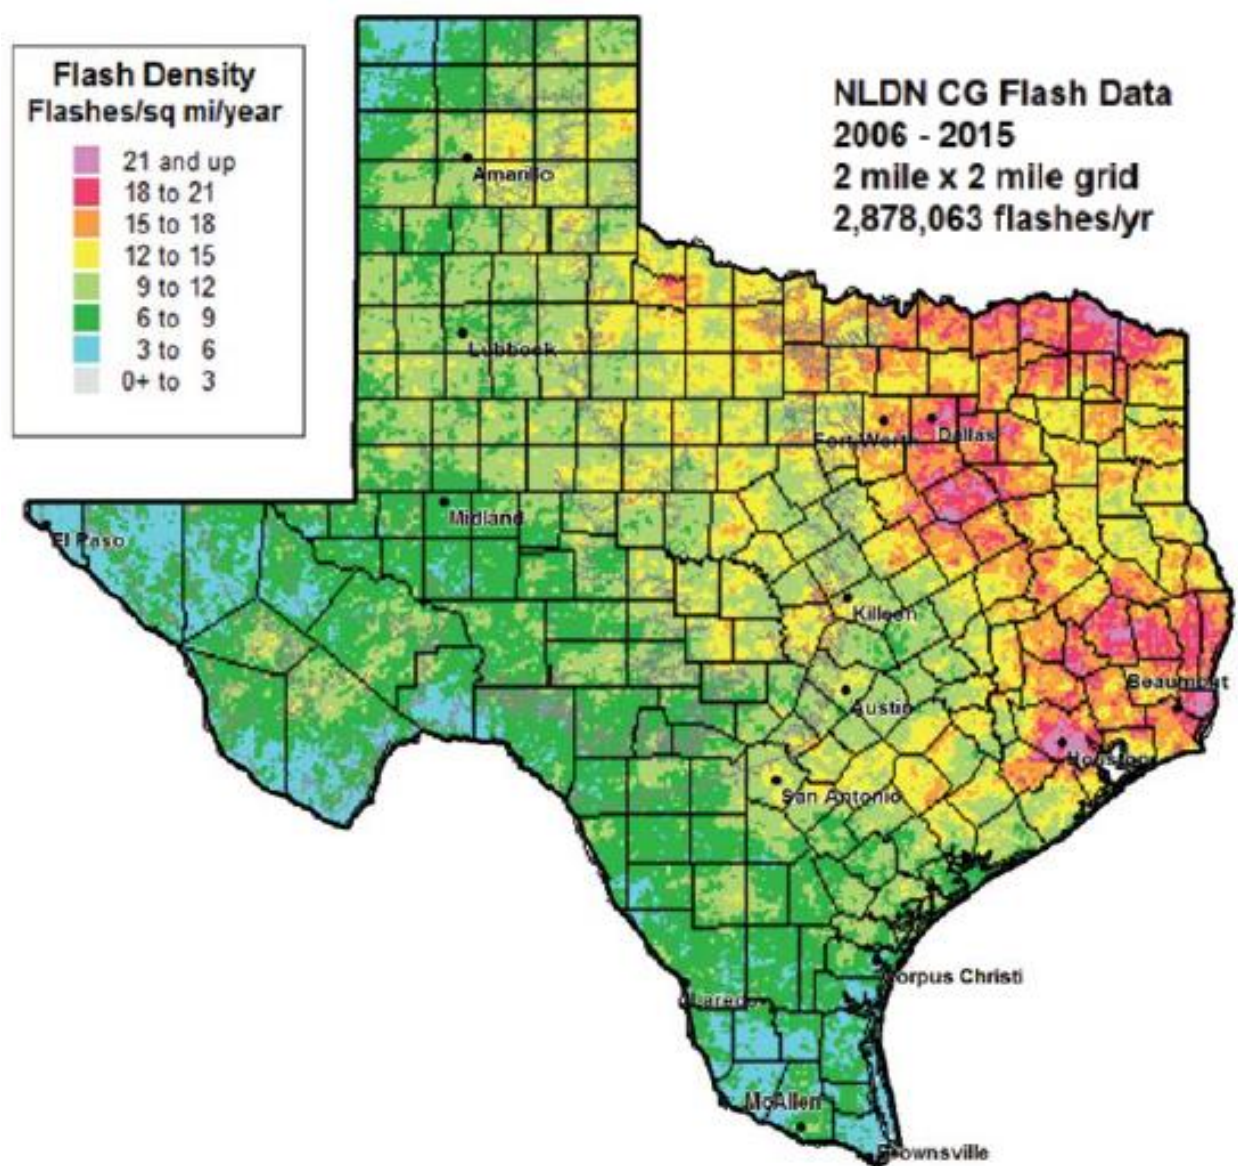 Flash Density
Flashes/sq mi/year
21 and up
18 to 21
15 to 18
12 to 15
9 to 12
6 to 9
3 to 6
0+ to 3
NLDN CG Flash Data
2006 - 2015
2 mile x 2 mile grid
2,878,063 flashes/yr
Amarillo
Lubbock
Fort Worth
Dallas
Midland
El Paso
Killeen
Beaumont
Austin
Houston
San Antonio
Corpus Christi
Laredo
McAllen
Brownsville